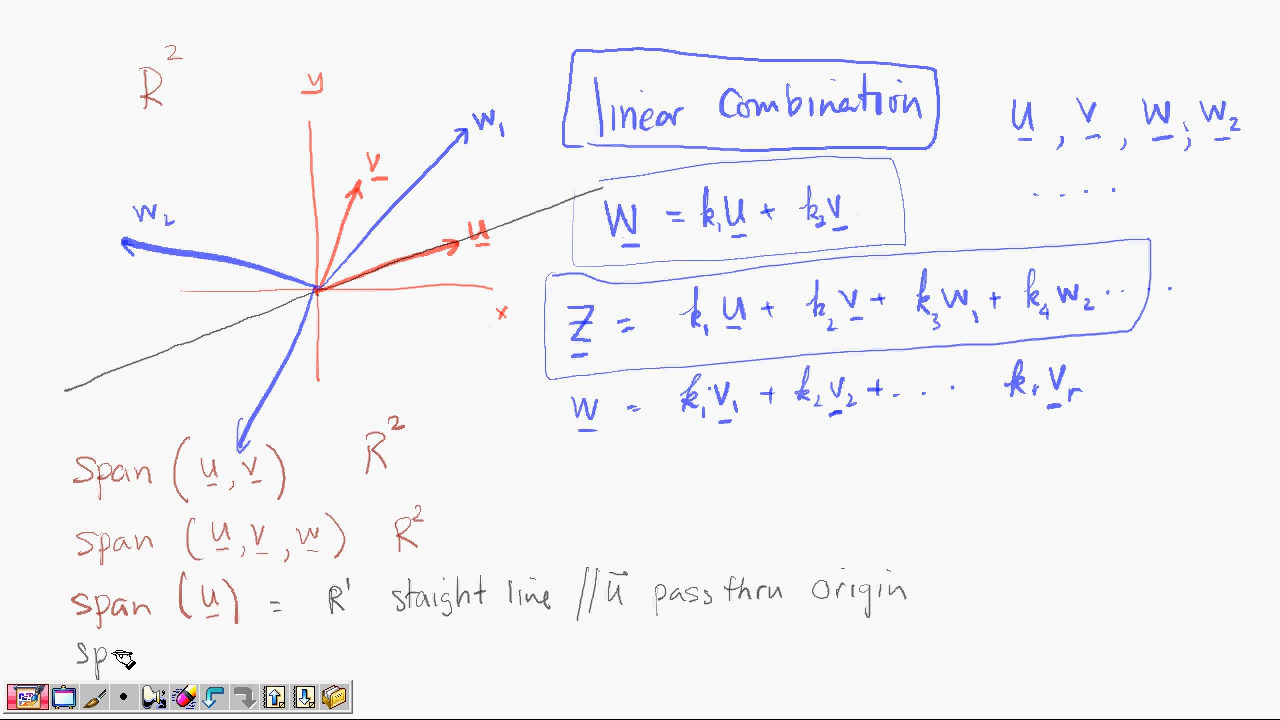 R²
y
w₁
v
w₂
u
x
linear combination
u, v, w, w₂
....
w = k₁u + k₂v
z = k₁u + k₂v + k₃w₁ + k₄w₂ ...
w = k₁v₁ + k₂v₂ + .... kᵣvᵣ
span (u, v) R²
span (u, v, w) R²
span (u) = R¹ staight line // u⃗ pass thru origin
sp